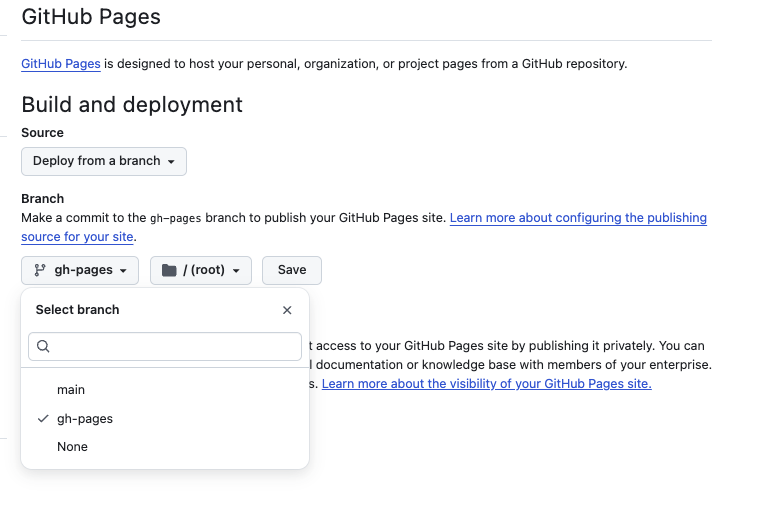 GitHub Pages
GitHub Pages is designed to host your personal, organization, or project pages from a GitHub repository.
Build and deployment
Source
Deploy from a branch
Branch
Make a commit to the gh-pages branch to publish your GitHub Pages site. Learn more about configuring the publishing
source for your site.
gh-pages / (root) Save
Select branch
access to your GitHub Pages site by publishing it privately. You can
documentation or knowledge base with members of your enterprise.
Learn more about the visibility of your GitHub Pages site.
main
gh-pages
None